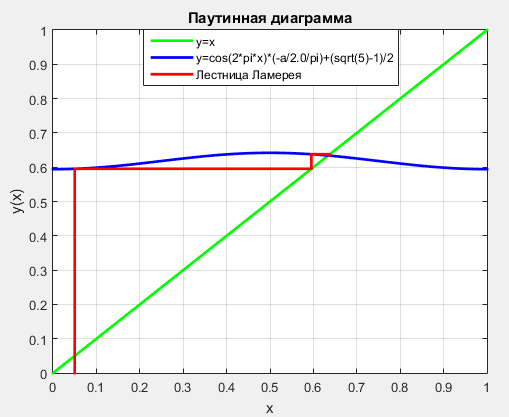 Паутинная диаграмма
y=x
y=cos(2*pi*x)*(-a/2.0/pi)+(sqrt(5)-1)/2
Лестница Ламерея
1
0.9
0.8
0.7
0.6
0.5
0.4
0.3
0.2
0.1
0
y(x)
0 0.1 0.2 0.3 0.4 0.5 0.6 0.7 0.8 0.9 1
x